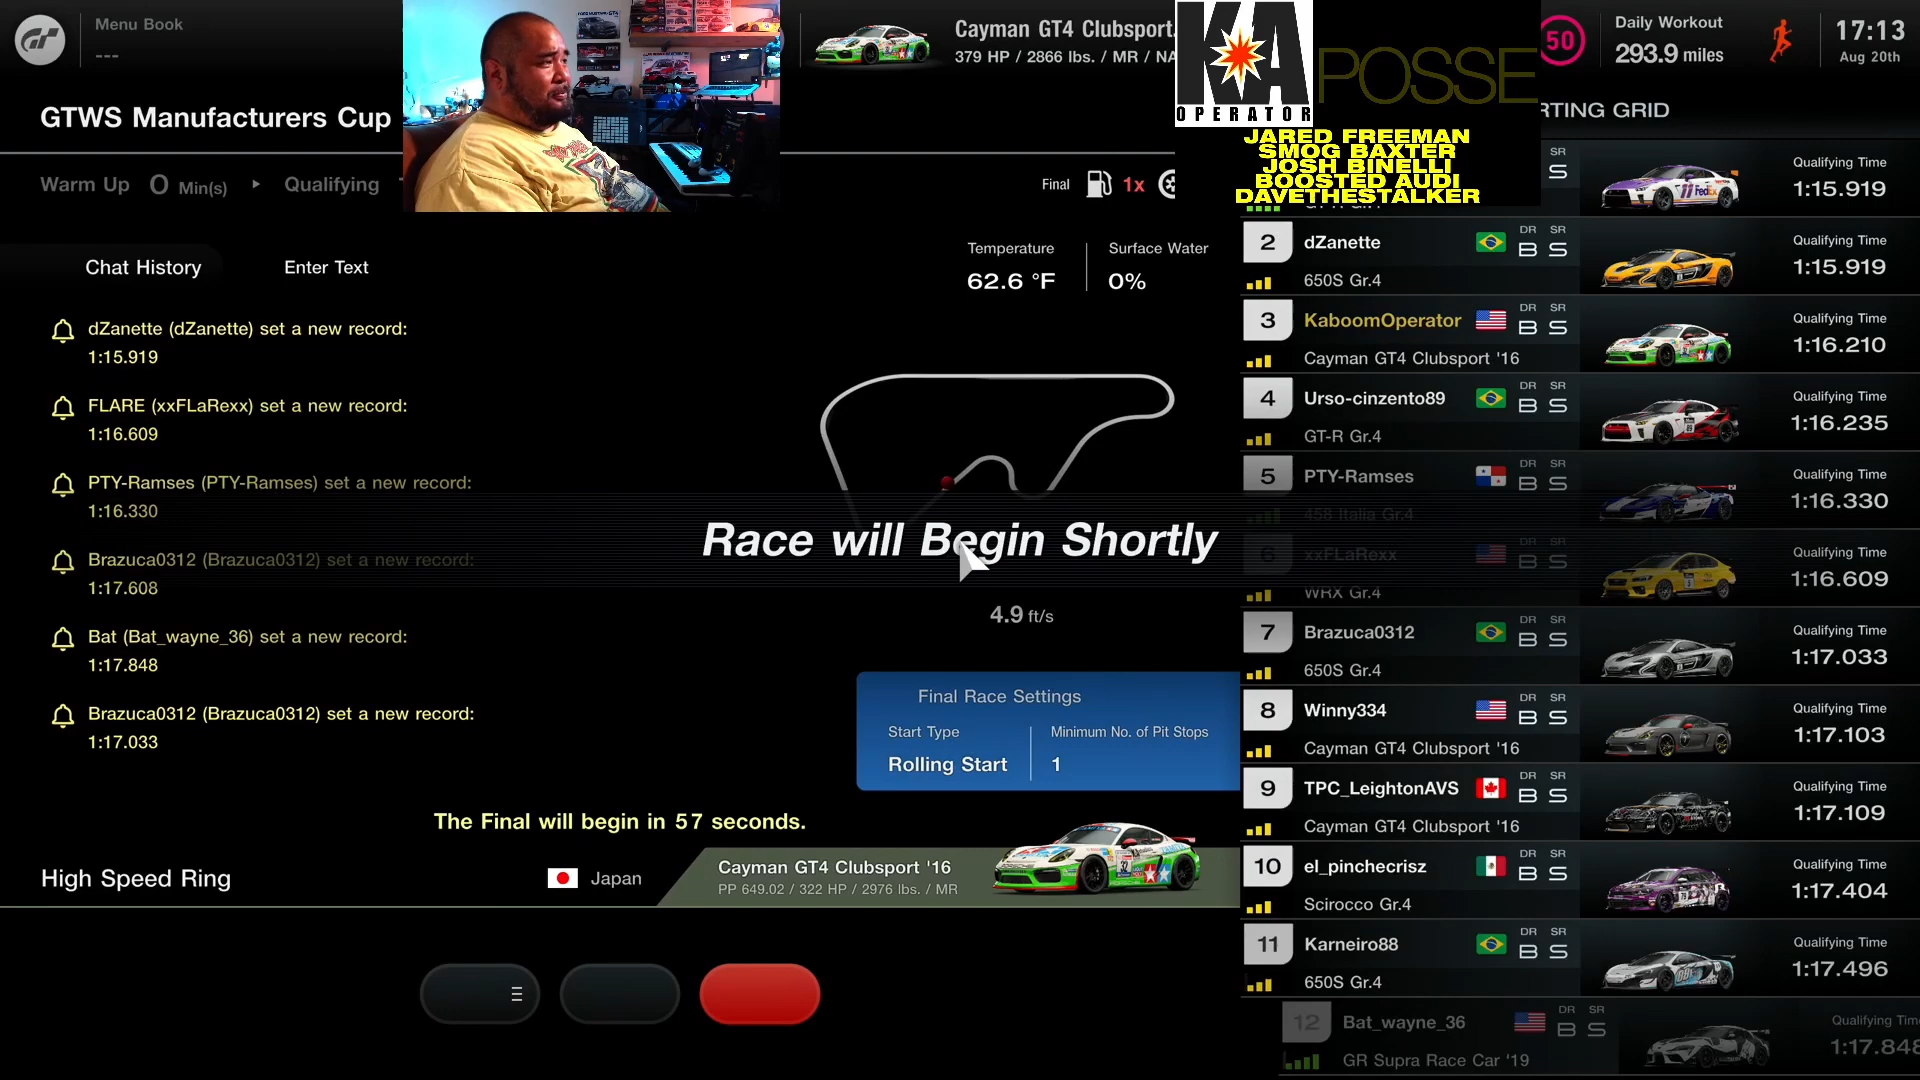 Menu Book
---
Cayman GT4 Clubsport
379 HP / 2866 lbs. / MR / NA
KA
OPERATOR
POSSE
50
Daily Workout
293.9 miles
17:13
Aug 20th
GTWS Manufacturers Cup
JARED FREEMAN
SMOG BAXTER
JOSH BINELLI
BOOSTED AUDI
DAVETHESTALKER
RTING GRID
Warm Up 0 Min(s)
Qualifying
Final
1x
SR
S
Qualifying Time
1:15.919
FedEx
11
Temperature
62.6 °F
Surface Water
0%
Chat History
Enter Text
dZanette (dZanette) set a new record:
1:15.919
FLARE (xxFLaRexx) set a new record:
1:16.609
PTY-Ramses (PTY-Ramses) set a new record:
1:16.330
Brazuca0312 (Brazuca0312) set a new record:
1:17.608
Bat (Bat_wayne_36) set a new record:
1:17.848
Brazuca0312 (Brazuca0312) set a new record:
1:17.033
Race will Begin Shortly
4.9 ft/s
Final Race Settings
Start Type
Rolling Start
Minimum No. of Pit Stops
1
The Final will begin in 57 seconds.
High Speed Ring
Japan
Cayman GT4 Clubsport '16
PP 649.02 / 322 HP / 2976 lbs. / MR
2 dZanette DR B SR S
650S Gr.4
Qualifying Time
1:15.919
3 KaboomOperator DR B SR S
Cayman GT4 Clubsport '16
Qualifying Time
1:16.210
4 Urso-cinzento89 DR B SR S
GT-R Gr.4
Qualifying Time
1:16.235
5 PTY-Ramses DR B SR S
458 Italia Gr.4
Qualifying Time
1:16.330
6 xxFLaRexx DR B SR S
WRX Gr.4
Qualifying Time
1:16.609
7 Brazuca0312 DR B SR S
650S Gr.4
Qualifying Time
1:17.033
8 Winny334 DR B SR S
Cayman GT4 Clubsport '16
Qualifying Time
1:17.103
9 TPC_LeightonAVS DR B SR S
Cayman GT4 Clubsport '16
Qualifying Time
1:17.109
10 el_pinchecrisz DR B SR S
Scirocco Gr.4
Qualifying Time
1:17.404
11 Karneiro88 DR B SR S
650S Gr.4
Qualifying Time
1:17.496
12 Bat_wayne_36 DR B SR S
GR Supra Race Car '19
Qualifying Tim
1:17.848